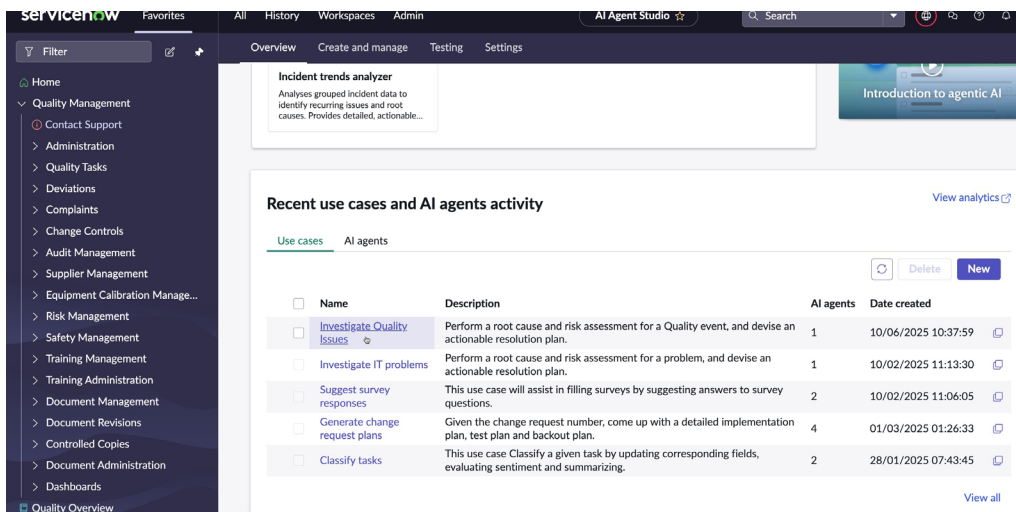 servicenow
Favorites
All History Workspaces Admin
AI Agent Studio
Search
Filter
Overview Create and manage Testing Settings
Home
Quality Management
Contact Support
Administration
Quality Tasks
Deviations
Complaints
Change Controls
Audit Management
Supplier Management
Equipment Calibration Manage...
Risk Management
Safety Management
Training Management
Training Administration
Document Management
Document Revisions
Controlled Copies
Document Administration
Dashboards
Quality Overview
Incident trends analyzer
Analyses grouped incident data to
identify recurring issues and root
causes. Provides detailed, actionable...
Introduction to agentic AI
Recent use cases and AI agents activity
View analytics
Use cases AI agents
Delete New
Name Description AI agents Date created
Investigate Quality
Issues
Perform a root cause and risk assessment for a Quality event, and devise an
actionable resolution plan.
1 10/06/2025 10:37:59
Investigate IT problems
Perform a root cause and risk assessment for a problem, and devise an
actionable resolution plan.
1 10/02/2025 11:13:30
Suggest survey
responses
This use case will assist in filling surveys by suggesting answers to survey
questions.
2 10/02/2025 11:06:05
Generate change
request plans
Given the change request number, come up with a detailed implementation
plan, test plan and backout plan.
4 01/03/2025 01:26:33
Classify tasks
This use case Classify a given task by updating corresponding fields,
evaluating sentiment and summarizing.
2 28/01/2025 07:43:45
View all